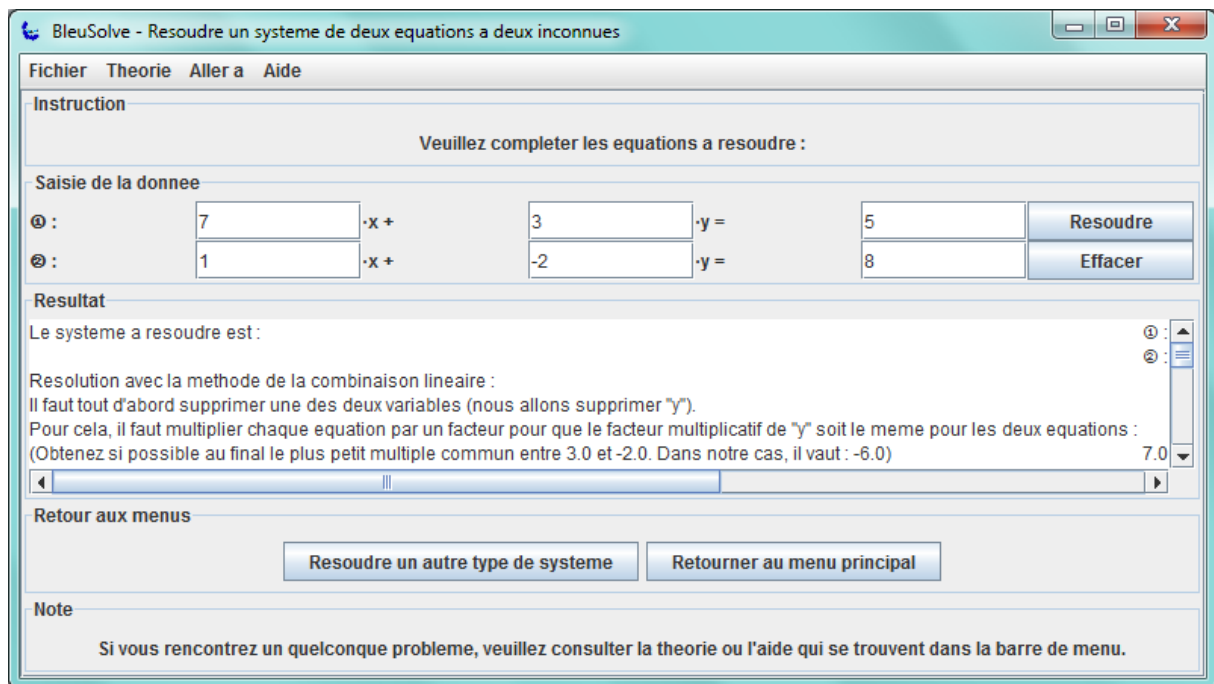 BleuSolve - Resoudre un systeme de deux equations a deux inconnues
Fichier Theorie Aller a Aide
Instruction
Veuillez completer les equations a resoudre :
Saisie de la donnee
① : 7 ·x + 3 ·y = 5 Resoudre
② : 1 ·x + -2 ·y = 8 Effacer
Resultat
Le systeme a resoudre est : ① :
② :
Resolution avec la methode de la combinaison lineaire :
Il faut tout d'abord supprimer une des deux variables (nous allons supprimer "y").
Pour cela, il faut multiplier chaque equation par un facteur pour que le facteur multiplicatif de "y" soit le meme pour les deux equations :
(Obtenez si possible au final le plus petit multiple commun entre 3.0 et -2.0. Dans notre cas, il vaut : -6.0) 7.0
Retour aux menus
Resoudre un autre type de systeme Retourner au menu principal
Note
Si vous rencontrez un quelconque probleme, veuillez consulter la theorie ou l'aide qui se trouvent dans la barre de menu.